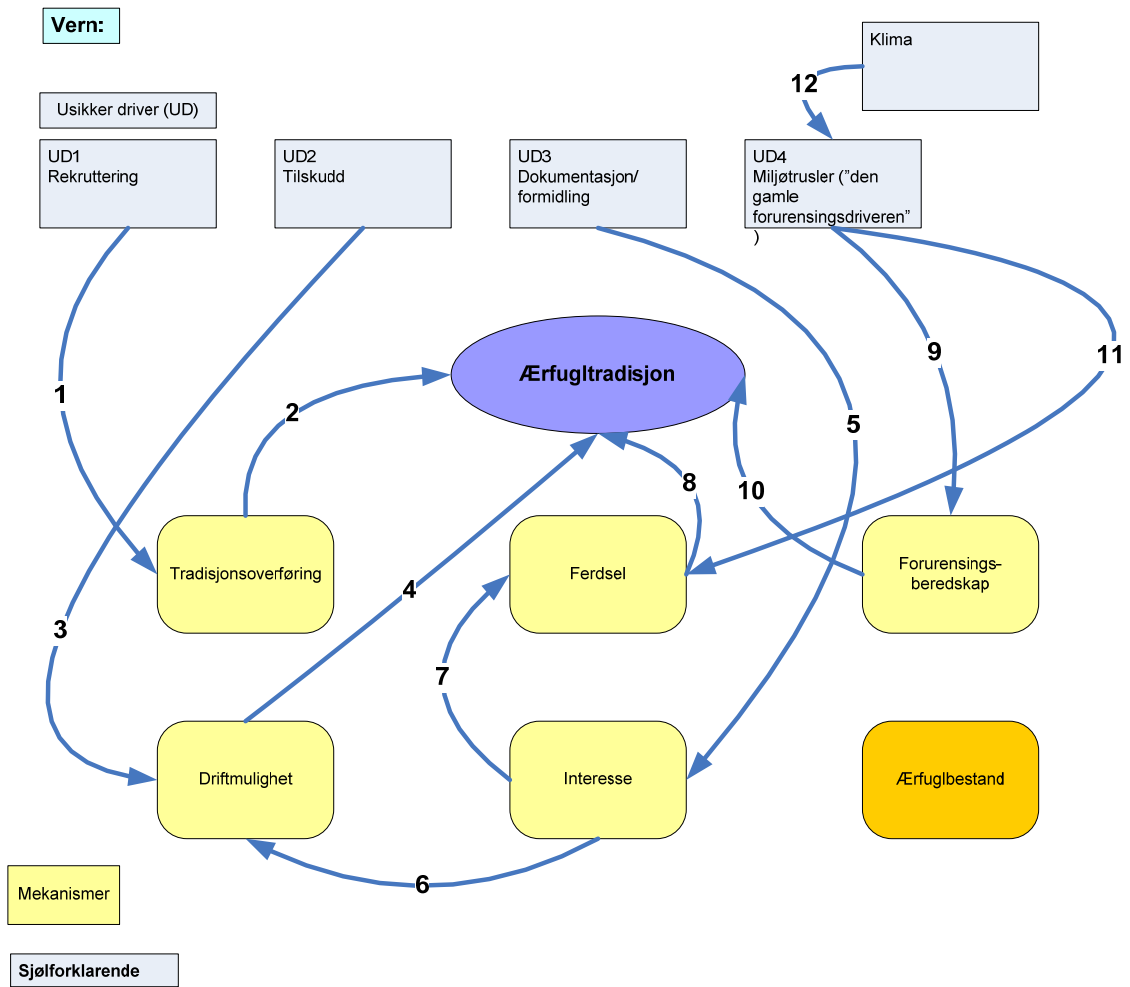 Vern:
Klima
12
Usikker driver (UD)
UD1
Rekruttering
UD2
Tilskudd
UD3
Dokumentasjon/
formidling
UD4
Miljøtrusler (”den
gamle
forurensingsdriveren”
)
9
11
Ærfugltradisjon
1
2
5
8
10
Tradisjonsoverføring
Ferdsel
Forurensings-
beredskap
4
3
7
Driftmulighet
Interesse
Ærfuglbestand
6
Mekanismer
Sjølforklarende